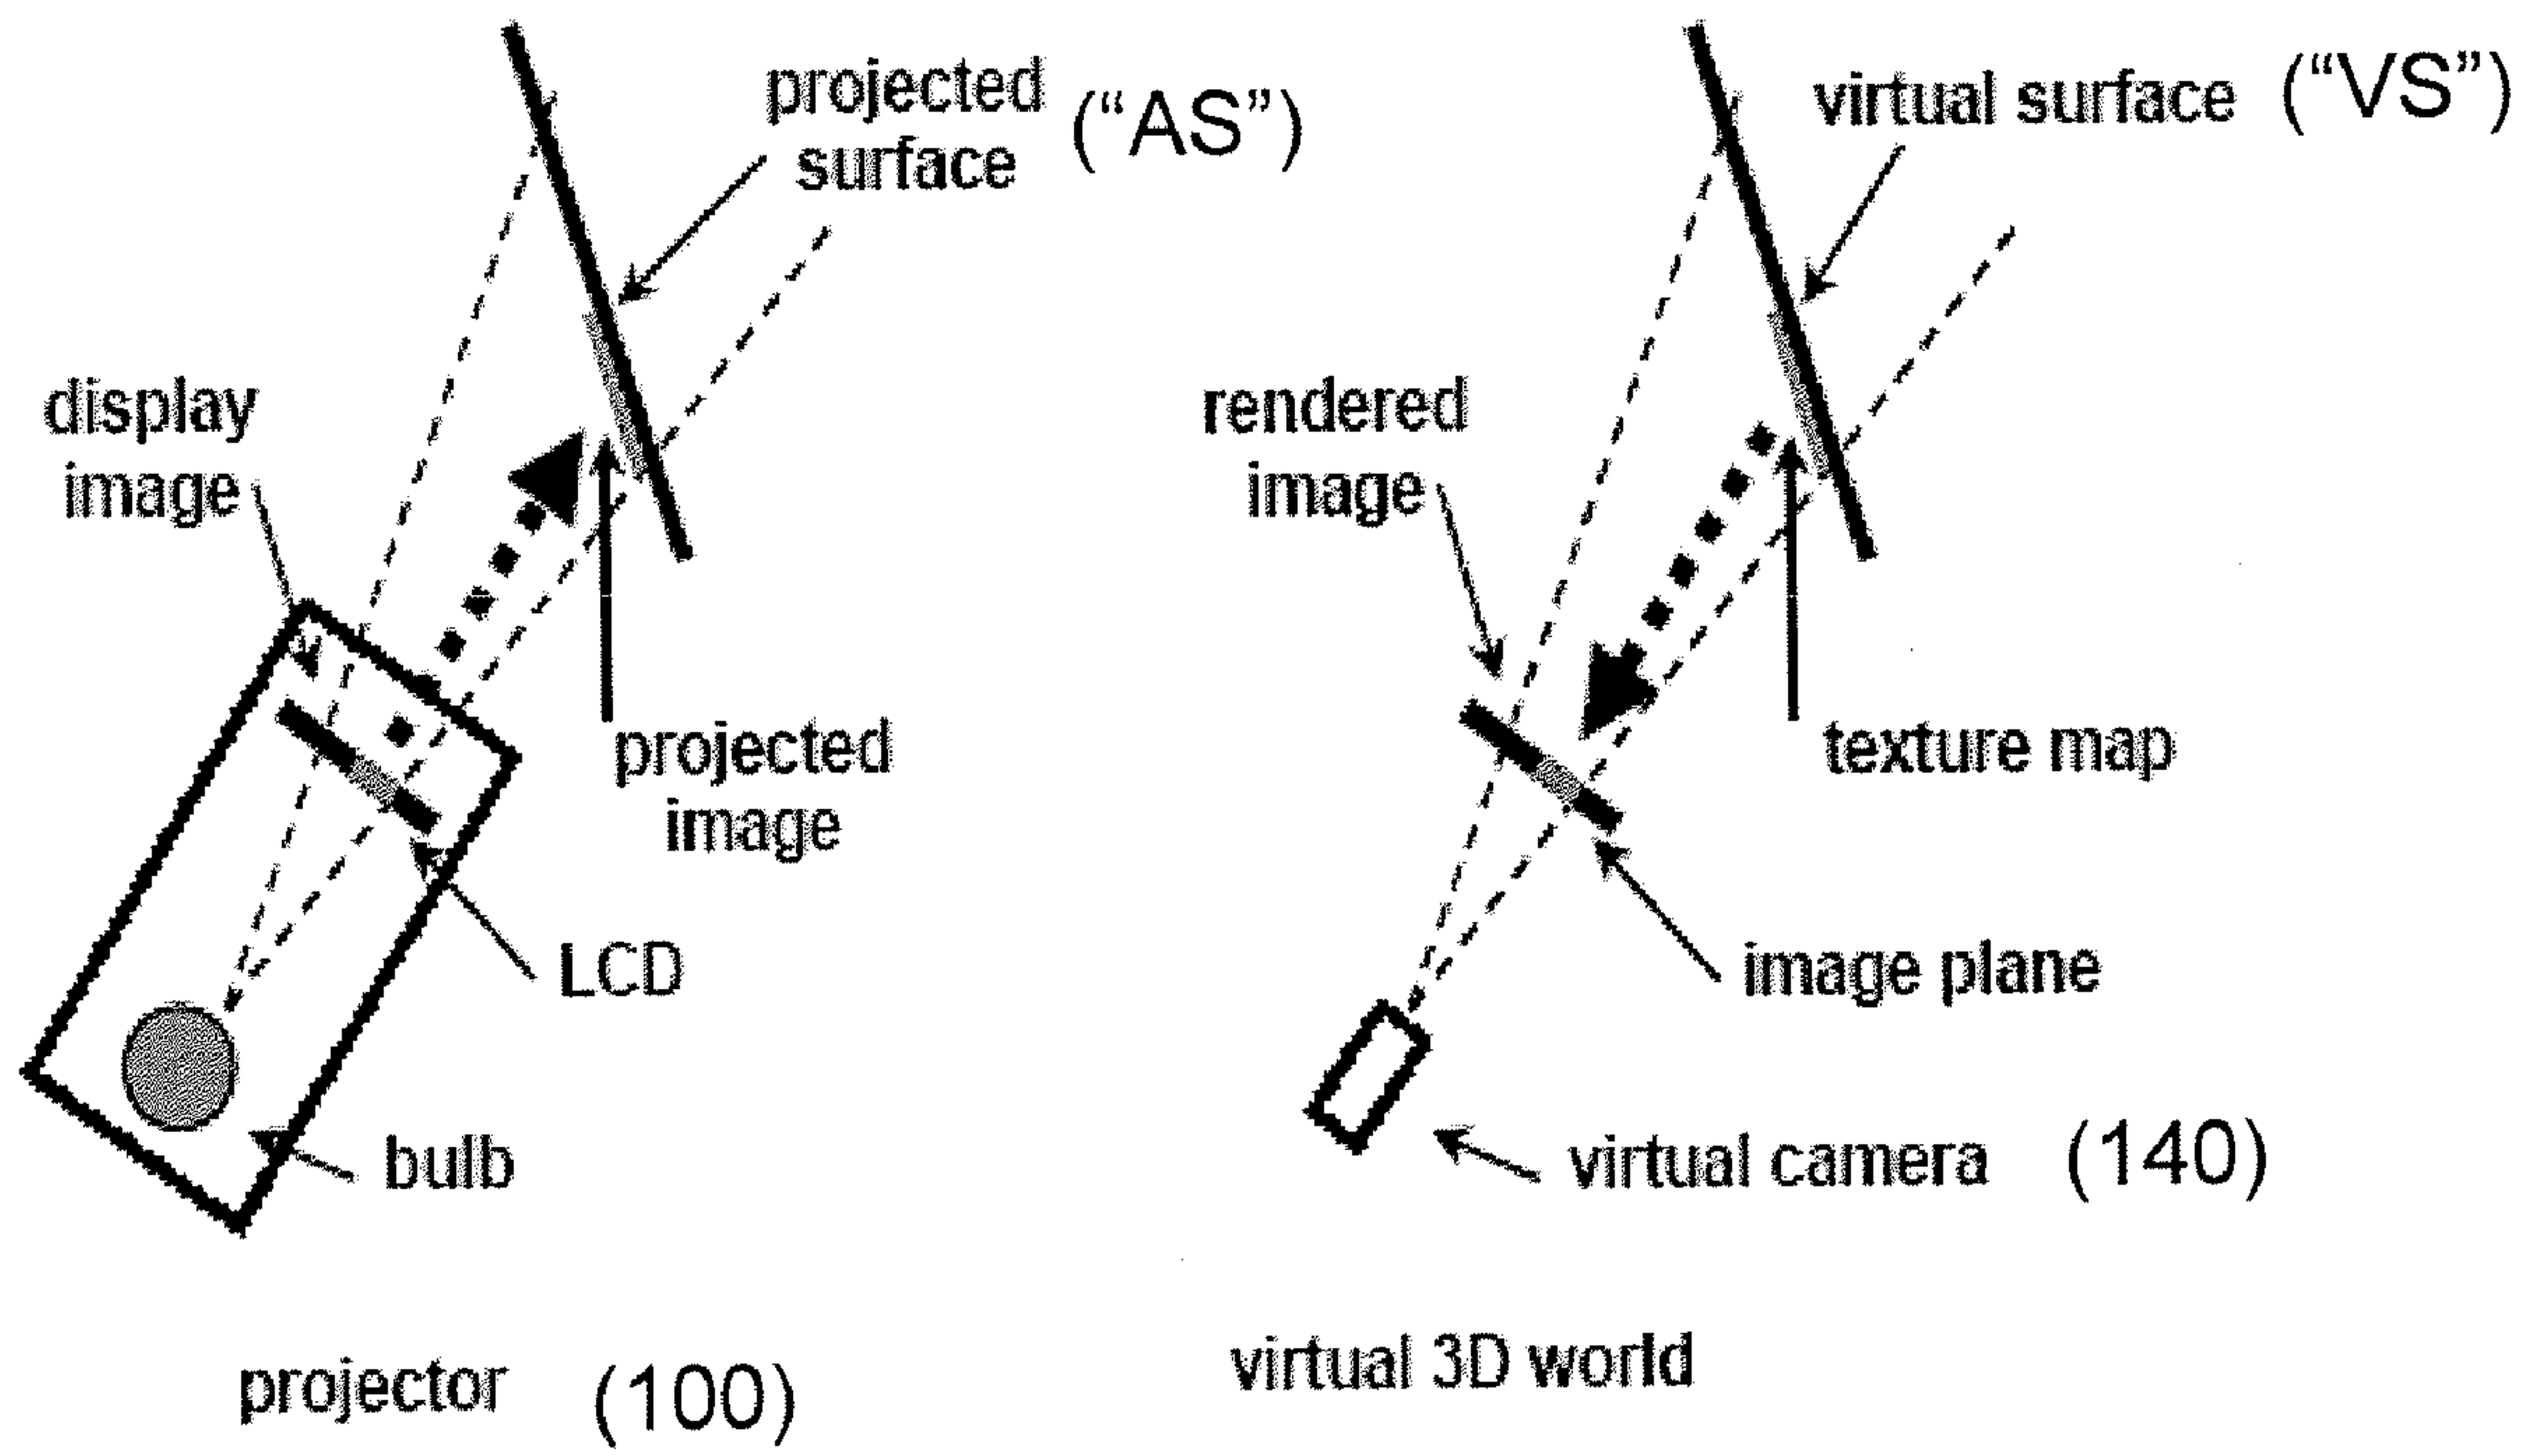 projected
surface
("AS")
virtual surface ("VS")
display
image
rendered
image
projected
image
texture map
LCD
image plane
bulb
virtual camera (140)
projector (100)
virtual 3D world